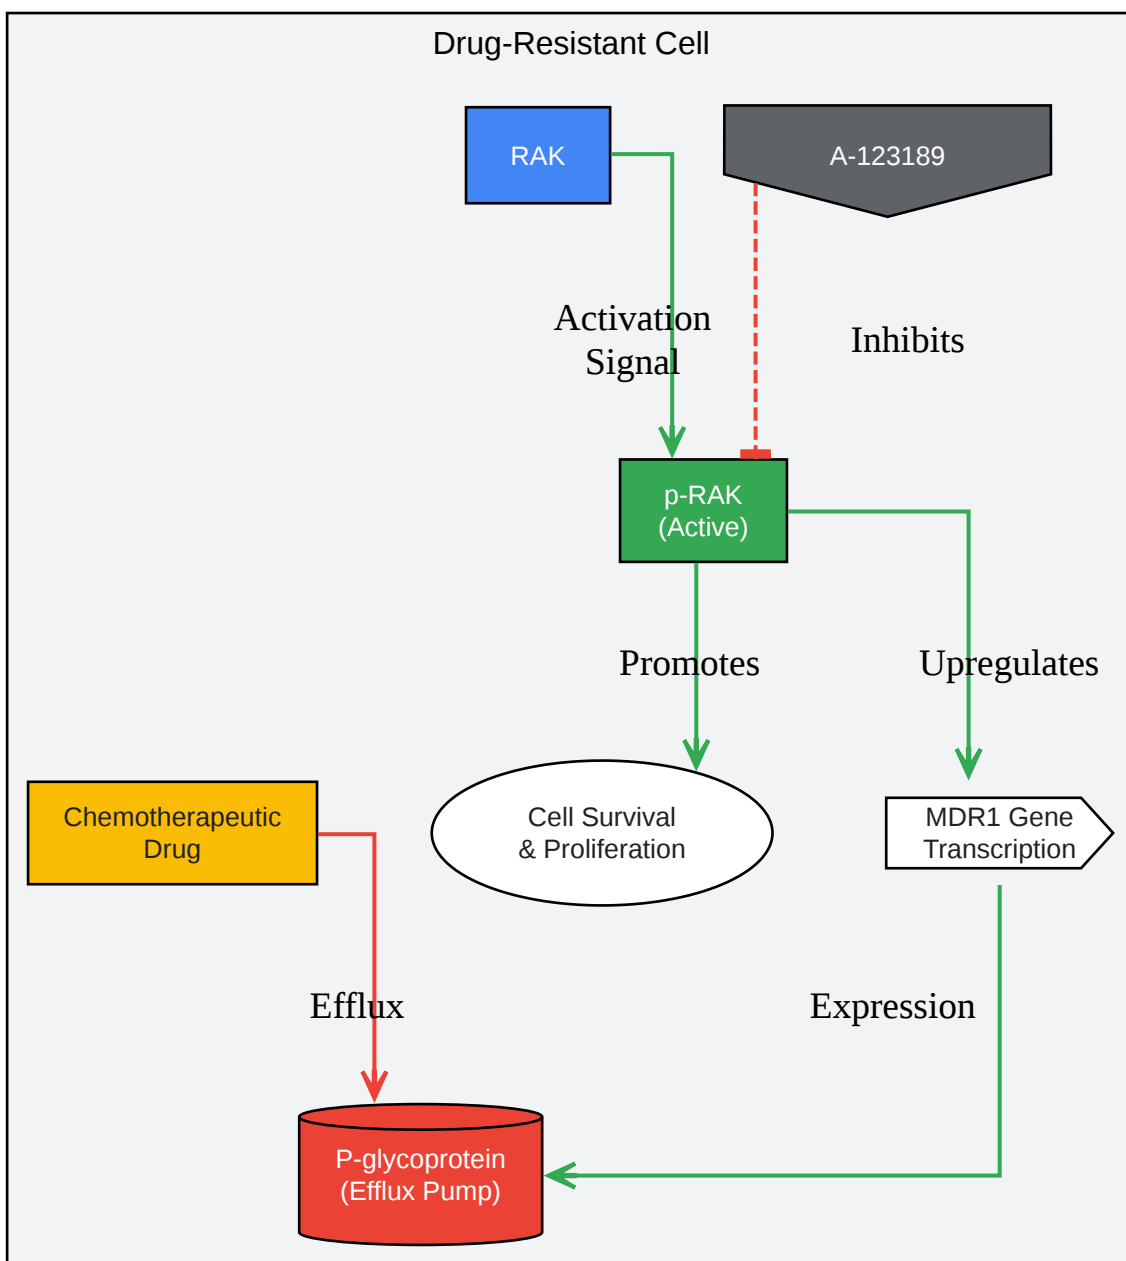 Drug-Resistant Cell
RAK
A-123189
Activation
Signal
Inhibits
p-RAK
(Active)
Promotes
Upregulates
Chemotherapeutic
Drug
Cell Survival
& Proliferation
MDR1 Gene
Transcription
Efflux
Expression
P-glycoprotein
(Efflux Pump)